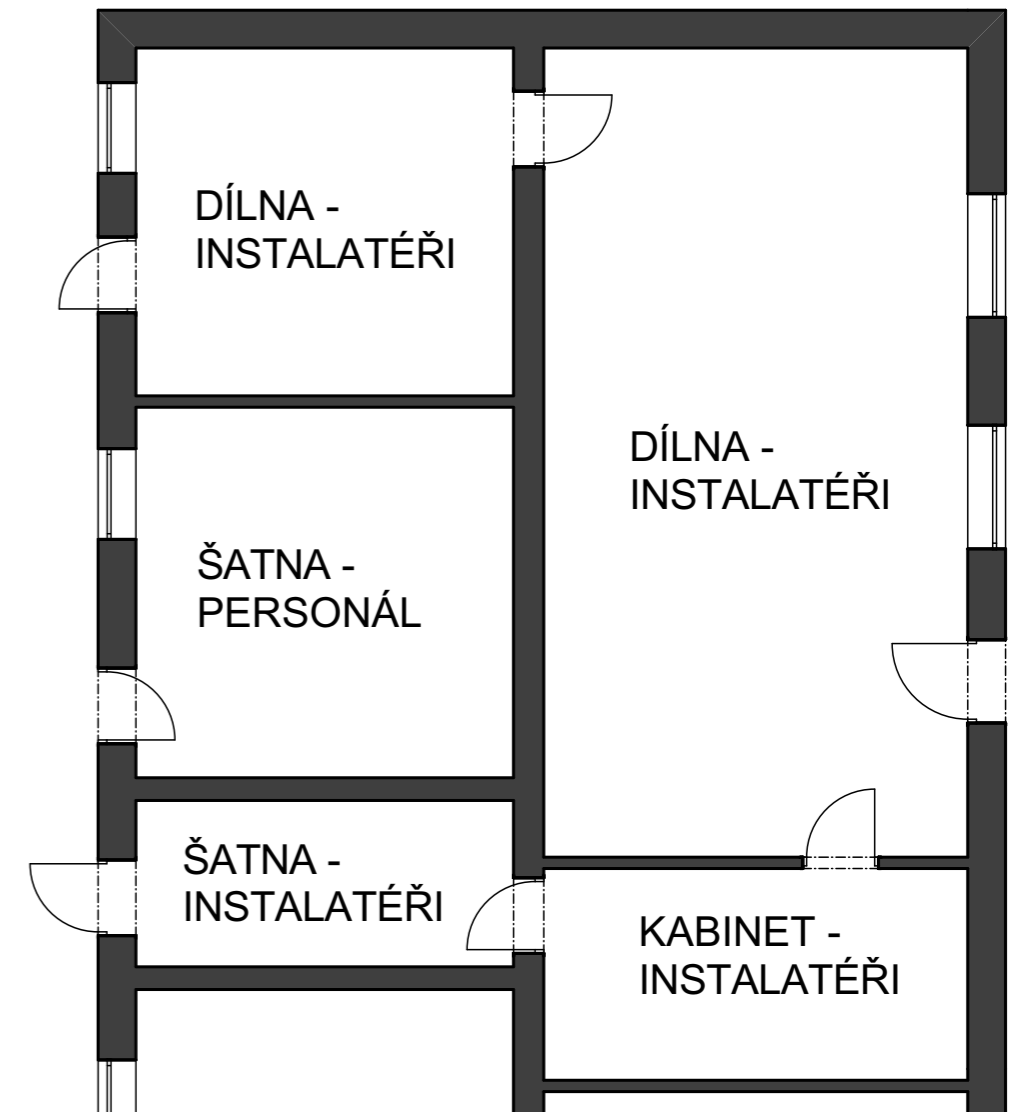 DÍLNA -
INSTALATÉŘI
DÍLNA -
INSTALATÉŘI
ŠATNA -
PERSONÁL
ŠATNA -
INSTALATÉŘI
KABINET -
INSTALATÉŘI